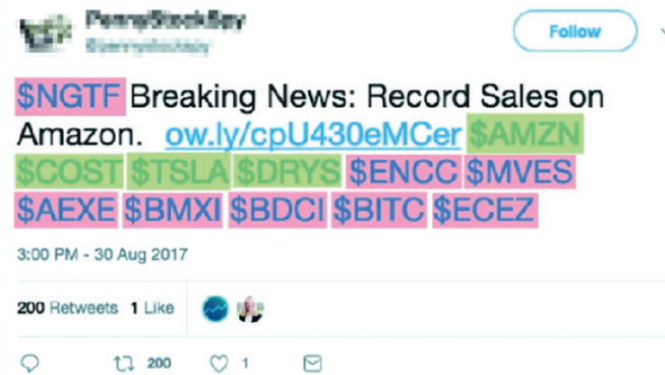 Follow
$NGTF Breaking News: Record Sales on
Amazon. ow.ly/cpU430eMCer $AMZN
$COST $TSLA $DRYS $ENCC $MVES
$AEXE $BMXI $BDCI $BITC $ECEZ
3:00 PM - 30 Aug 2017
200 Retweets 1 Like
200 1